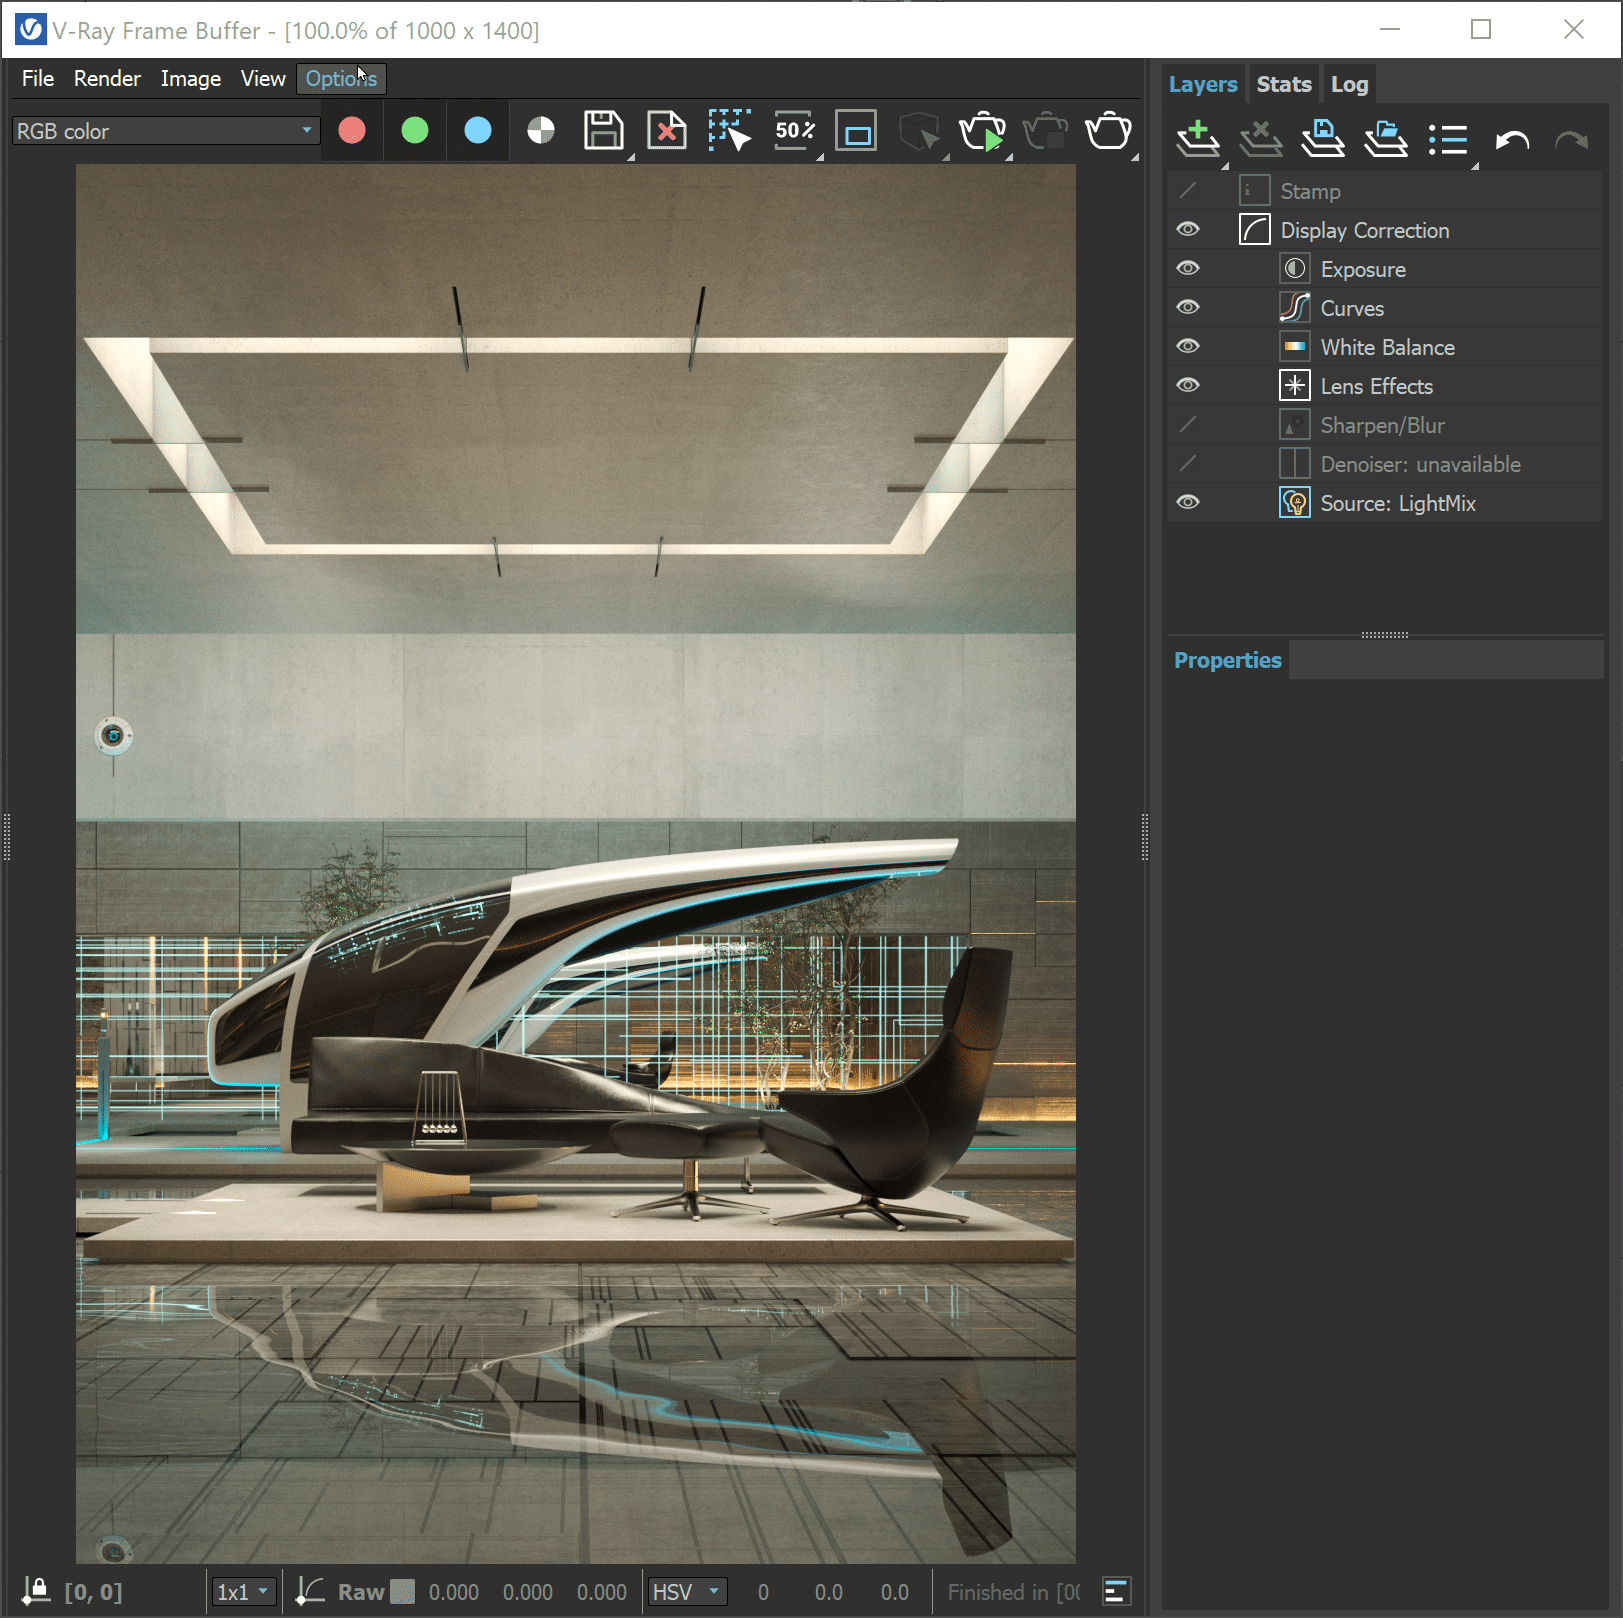 V-Ray Frame Buffer - [100.0% of 1000 x 1400]
File Render Image View Options
RGB color
50%
Layers Stats Log
Stamp
Display Correction
Exposure
Curves
White Balance
Lens Effects
Sharpen/Blur
Denoiser: unavailable
Source: LightMix
Properties
[0, 0] 1x1 Raw 0.000 0.000 0.000 HSV 0 0.0 0.0 Finished in [00